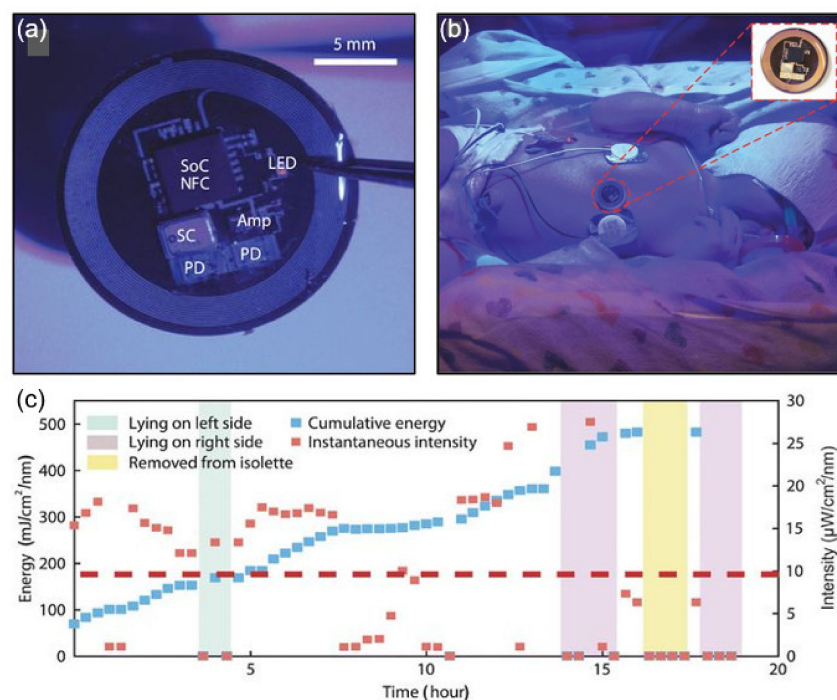 (a)
5 mm
SoC
NFC
LED
SC
Amp
PD
PD
(b)
(c)
Lying on left side
Lying on right side
Removed from isolette
Cumulative energy
Instantaneous intensity
Energy (mJ/cm²/nm)
500
400
300
200
100
0
Intensity (µW/cm²/nm)
30
25
20
15
10
5
0
5
10
15
20
Time (hour)